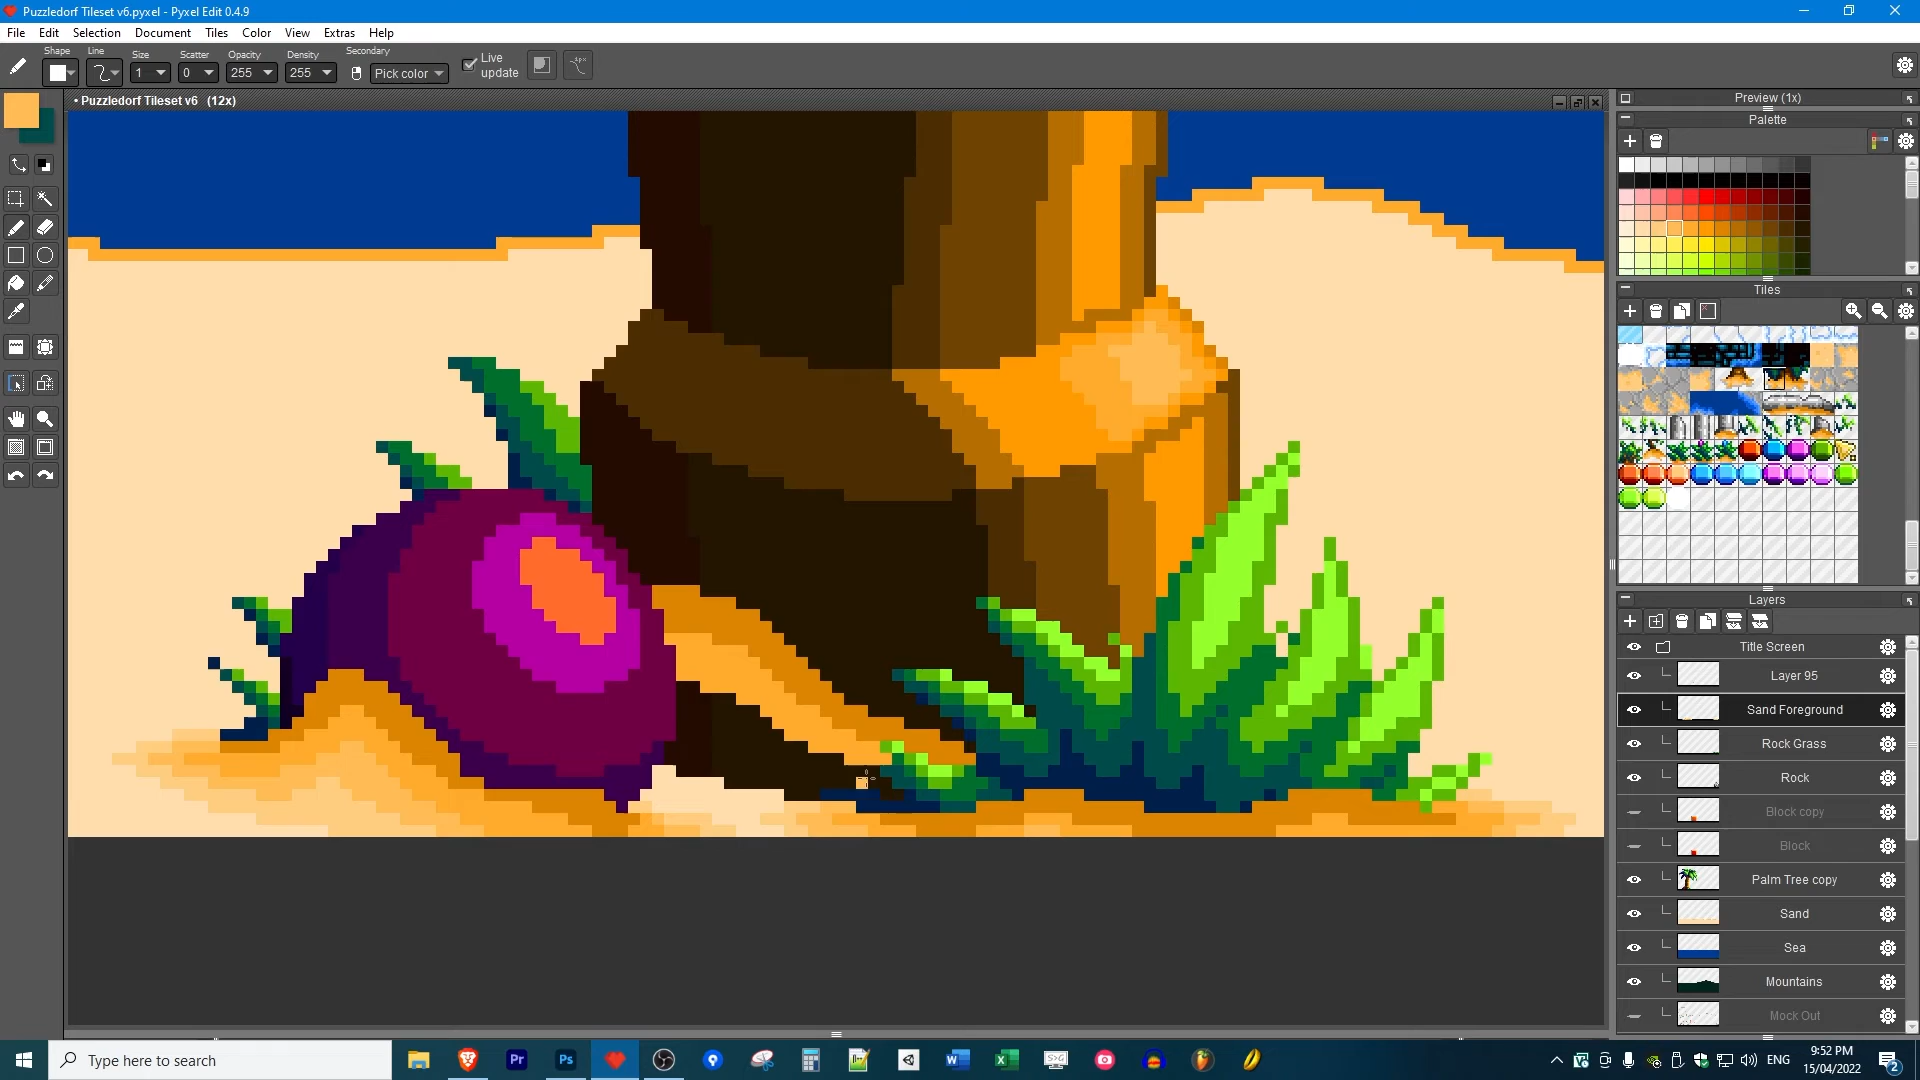 Puzzledorf Tileset v6.pyxel - Pyxel Edit 0.4.9
File Edit Selection Document Tiles Color View Extras Help
Shape Line Size Scatter Opacity Density Secondary
1 0 255 255 Pick color Live update
• Puzzledorf Tileset v6 (12x)
Preview (1x)
Palette
Tiles
Layers
Title Screen
Layer 95
Sand Foreground
Rock Grass
Rock
Block copy
Block
Palm Tree copy
Sand
Sea
Mountains
Mock Out
Type here to search
Pr
Ps
ENG
9:52 PM
15/04/2022
2